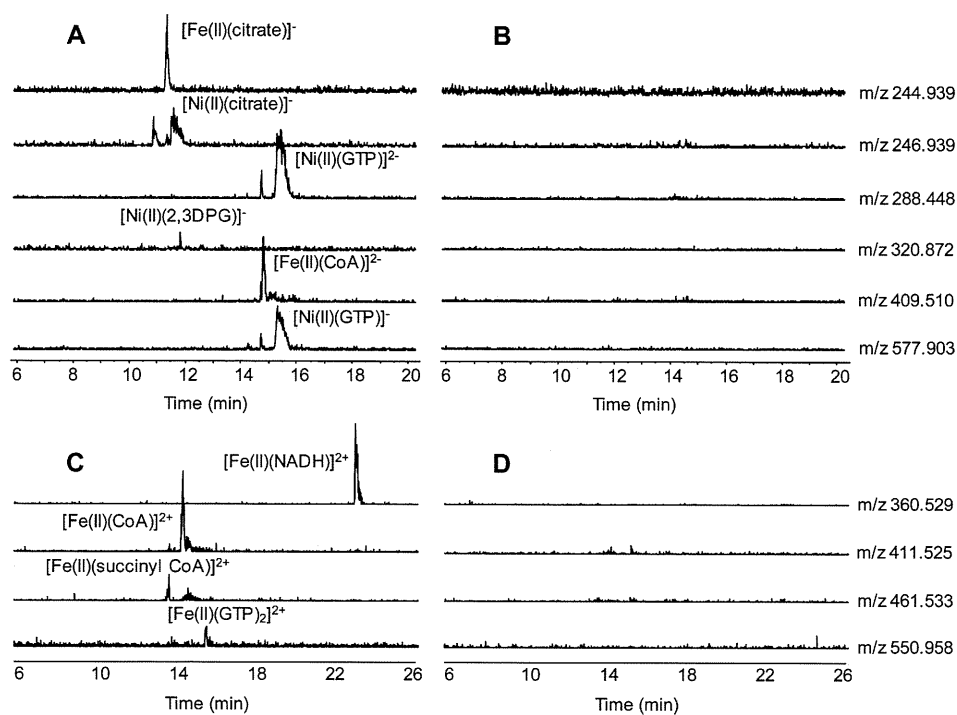 A
[Fe(II)(citrate)]-
B
m/z 244.939
[Ni(II)(citrate)]-
m/z 246.939
[Ni(II)(GTP)]2-
m/z 288.448
[Ni(II)(2,3DPG)]-
m/z 320.872
[Fe(II)(CoA)]2-
m/z 409.510
[Ni(II)(GTP)]-
m/z 577.903
6 8 10 12 14 16 18 20
6 8 10 12 14 16 18 20
Time (min)
Time (min)
C
[Fe(II)(NADH)]2+
D
m/z 360.529
[Fe(II)(CoA)]2+
m/z 411.525
[Fe(II)(succinyl CoA)]2+
m/z 461.533
[Fe(II)(GTP)2]2+
m/z 550.958
6 10 14 18 22 26
6 10 14 18 22 26
Time (min)
Time (min)